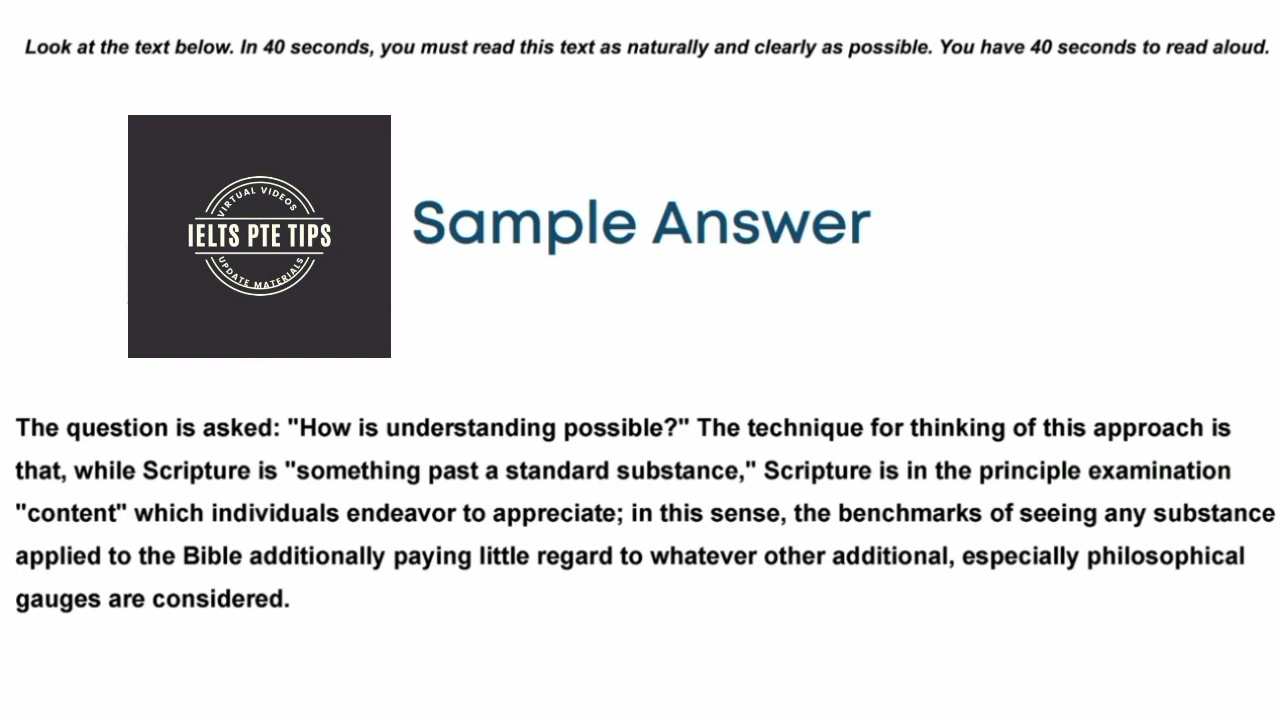 Look at the text below. In 40 seconds, you must read this text as naturally and clearly as possible. You have 40 seconds to read aloud.
VIRTUAL VIDEOS
IELTS PTE TIPS
UPDATE MATERIALS
Sample Answer
The question is asked: "How is understanding possible?" The technique for thinking of this approach is
that, while Scripture is "something past a standard substance," Scripture is in the principle examination
"content" which individuals endeavor to appreciate; in this sense, the benchmarks of seeing any substance
applied to the Bible additionally paying little regard to whatever other additional, especially philosophical
gauges are considered.